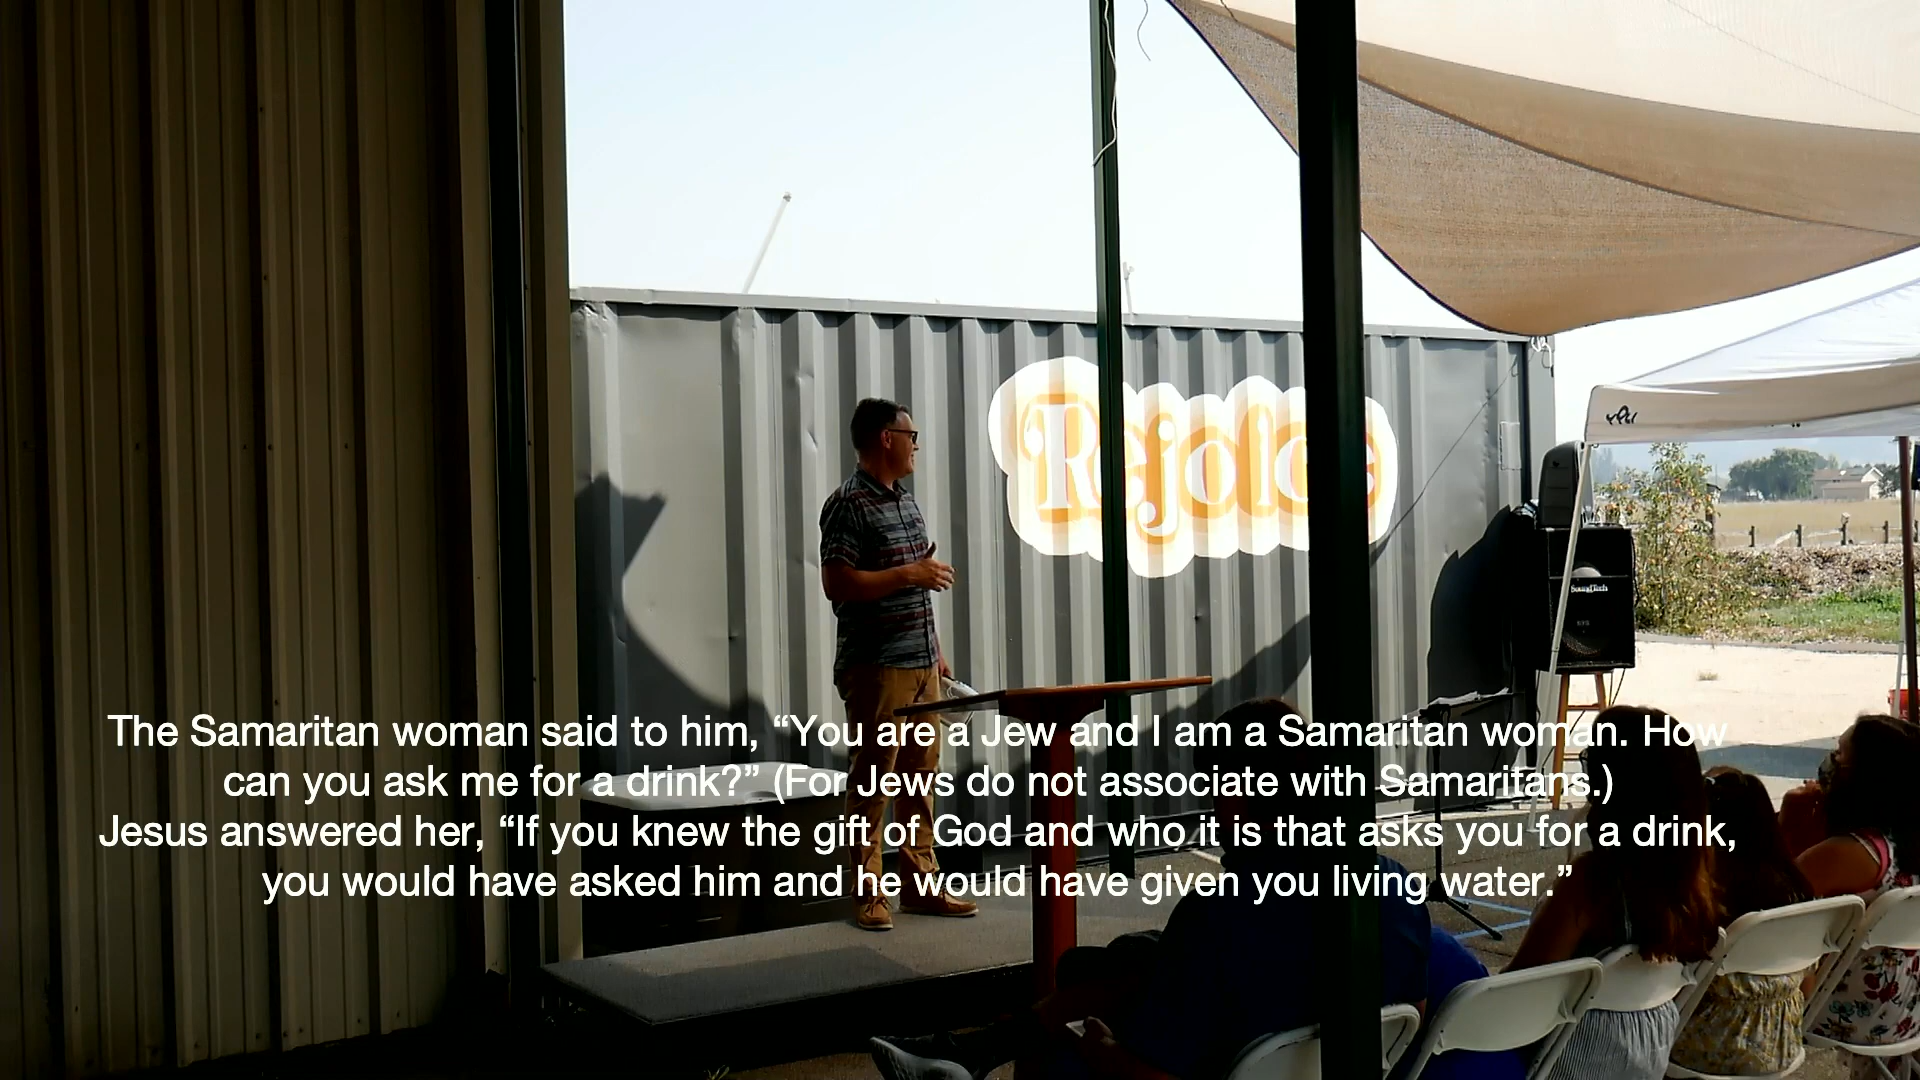 Rejoice
SoundTech
The Samaritan woman said to him, “You are a Jew and I am a Samaritan woman. How
can you ask me for a drink?” (For Jews do not associate with Samaritans.)
Jesus answered her, “If you knew the gift of God and who it is that asks you for a drink,
you would have asked him and he would have given you living water.”